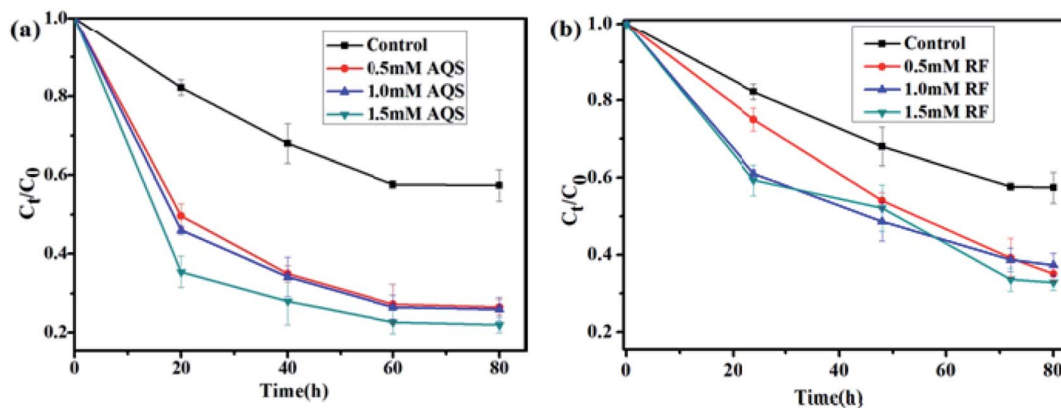 (a)
1.0
0.8
0.6
0.4
0.2
Ct/C0
Control
0.5mM AQS
1.0mM AQS
1.5mM AQS
0 20 40 60 80
Time(h)
(b)
1.0
0.8
0.6
0.4
0.2
Ct/C0
Control
0.5mM RF
1.0mM RF
1.5mM RF
0 20 40 60 80
Time(h)